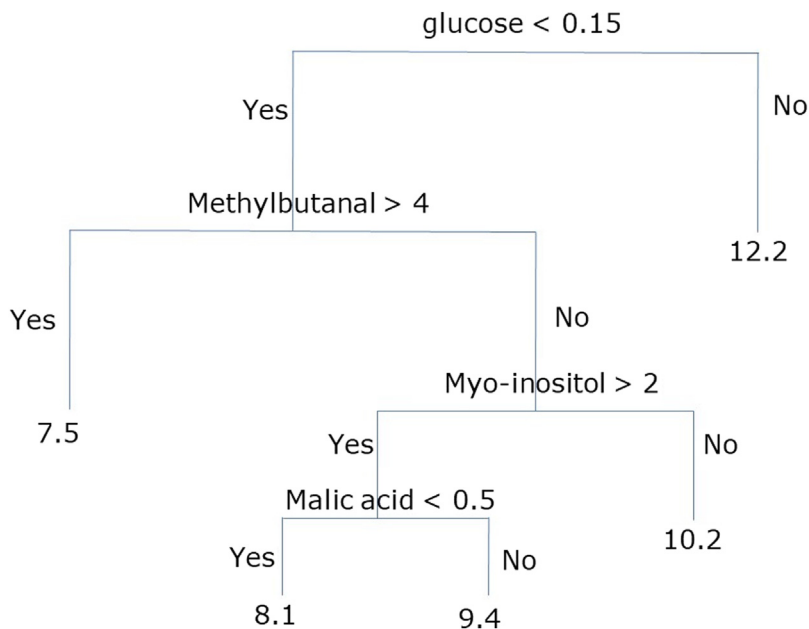 glucose < 0.15
Yes
No
Methylbutanal > 4
12.2
Yes
No
Myo-inositol > 2
7.5
Yes
No
Malic acid < 0.5
10.2
Yes
No
8.1
9.4